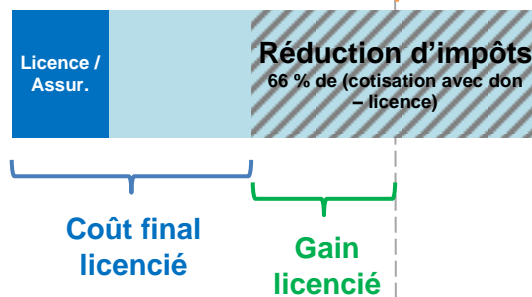 Licence /
Assur.
Réduction d’impôts
66 % de (cotisation avec don
– licence)
Coût final
licencié
Gain
licencié